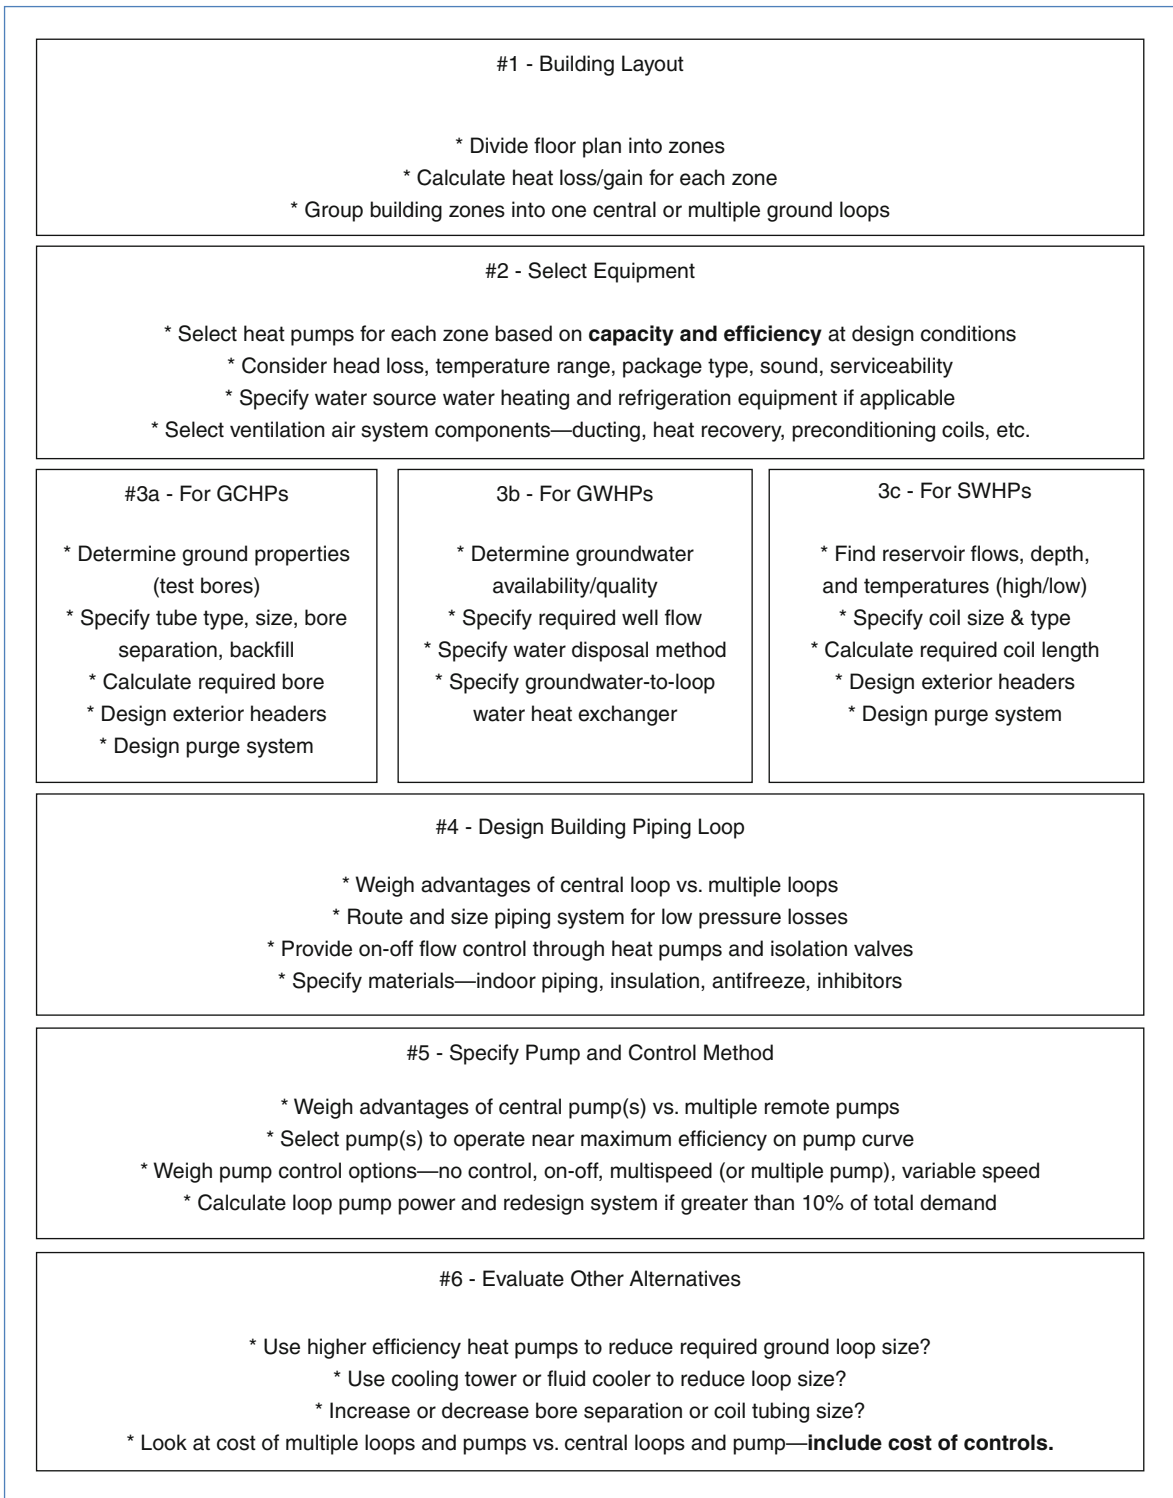 #1 - Building Layout
* Divide floor plan into zones
* Calculate heat loss/gain for each zone
* Group building zones into one central or multiple ground loops
#2 - Select Equipment
* Select heat pumps for each zone based on capacity and efficiency at design conditions
* Consider head loss, temperature range, package type, sound, serviceability
* Specify water source water heating and refrigeration equipment if applicable
* Select ventilation air system components—ducting, heat recovery, preconditioning coils, etc.
#3a - For GCHPs
* Determine ground properties
(test bores)
* Specify tube type, size, bore
separation, backfill
* Calculate required bore
* Design exterior headers
* Design purge system
3b - For GWHPs
* Determine groundwater
availability/quality
* Specify required well flow
* Specify water disposal method
* Specify groundwater-to-loop
water heat exchanger
3c - For SWHPs
* Find reservoir flows, depth,
and temperatures (high/low)
* Specify coil size & type
* Calculate required coil length
* Design exterior headers
* Design purge system
#4 - Design Building Piping Loop
* Weigh advantages of central loop vs. multiple loops
* Route and size piping system for low pressure losses
* Provide on-off flow control through heat pumps and isolation valves
* Specify materials—indoor piping, insulation, antifreeze, inhibitors
#5 - Specify Pump and Control Method
* Weigh advantages of central pump(s) vs. multiple remote pumps
* Select pump(s) to operate near maximum efficiency on pump curve
* Weigh pump control options—no control, on-off, multispeed (or multiple pump), variable speed
* Calculate loop pump power and redesign system if greater than 10% of total demand
#6 - Evaluate Other Alternatives
* Use higher efficiency heat pumps to reduce required ground loop size?
* Use cooling tower or fluid cooler to reduce loop size?
* Increase or decrease bore separation or coil tubing size?
* Look at cost of multiple loops and pumps vs. central loops and pump—include cost of controls.